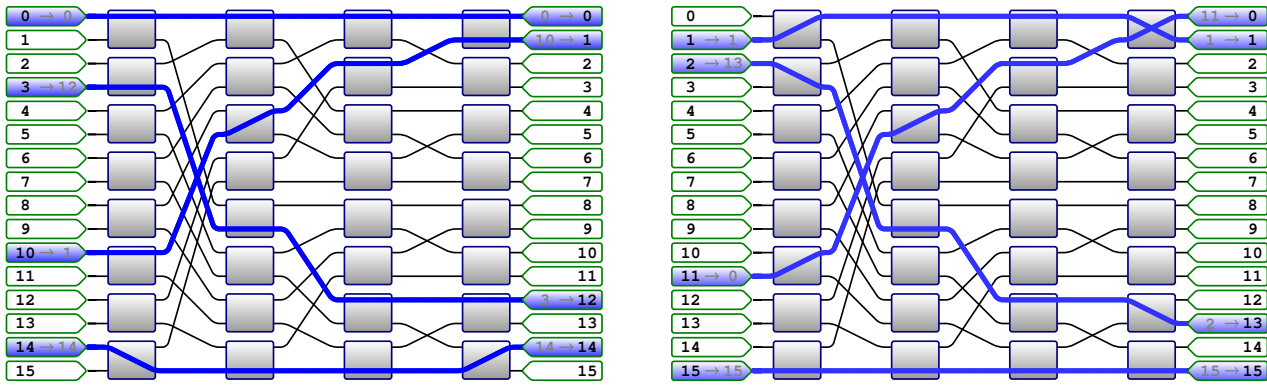 0 → 0 0 → 0 0 11 → 0
1 10 → 1 1 → 1 1 → 1
2 2 2 → 13 2
3 → 12 3 3 3
4 4 4 4
5 5 5 5
6 6 6 6
7 7 7 7
8 8 8 8
9 9 9 9
10 → 1 10 10 10
11 11 11 → 0 11
12 3 → 12 12 12
13 13 13 2 → 13
14 → 14 14 → 14 14 14
15 15 15 → 15 15 → 15